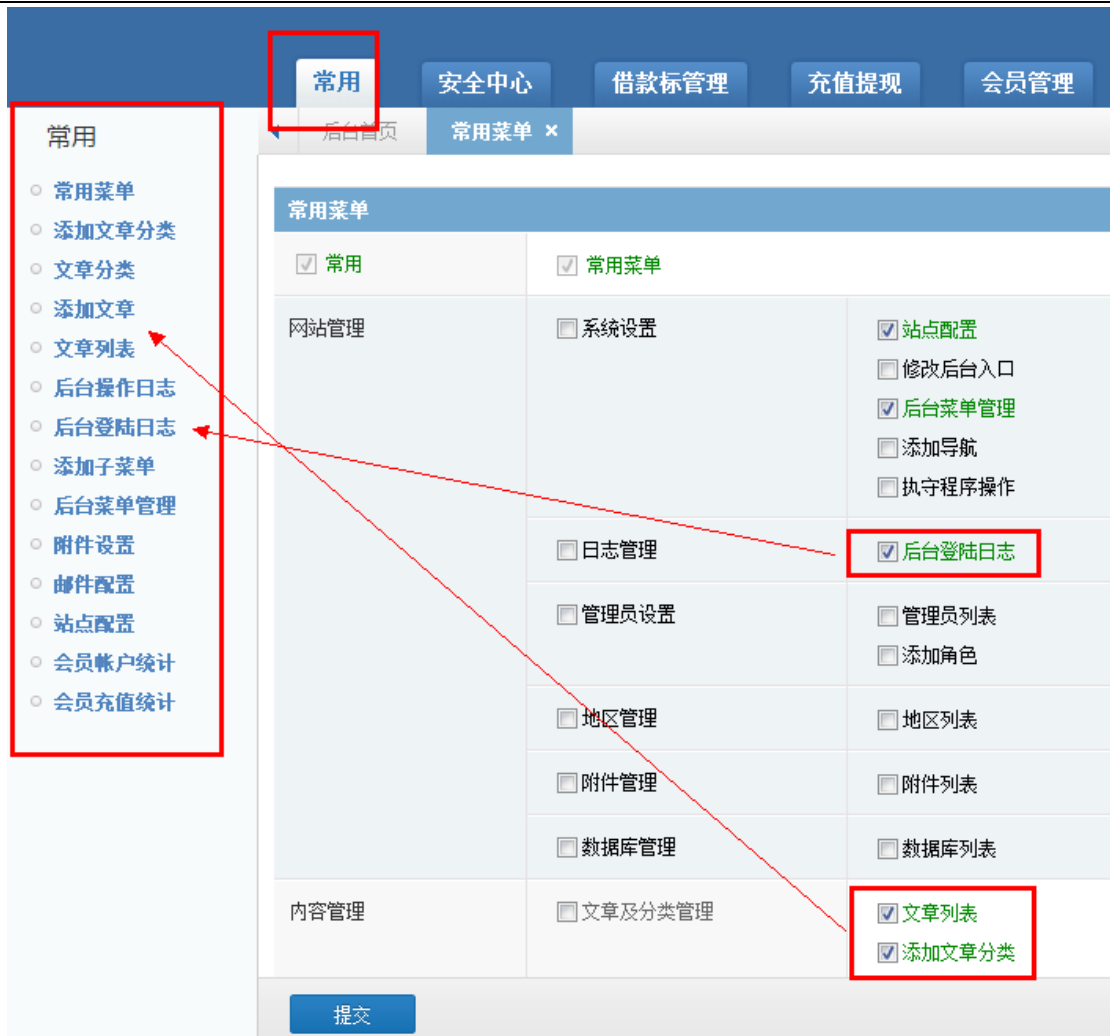 常用 安全中心 借款标管理 充值提现 会员管理
常用
后台首页 常用菜单 ×
常用菜单
添加文章分类
文章分类
添加文章
文章列表
后台操作日志
后台登陆日志
添加子菜单
后台菜单管理
附件设置
邮件配置
站点配置
会员帐户统计
会员充值统计
常用菜单
常用 常用菜单
网站管理 系统设置 站点配置
修改后台入口
后台菜单管理
添加导航
执守程序操作
日志管理 后台登陆日志
管理员设置 管理员列表
添加角色
地区管理 地区列表
附件管理 附件列表
数据库管理 数据库列表
内容管理 文章及分类管理 文章列表
添加文章分类
提交